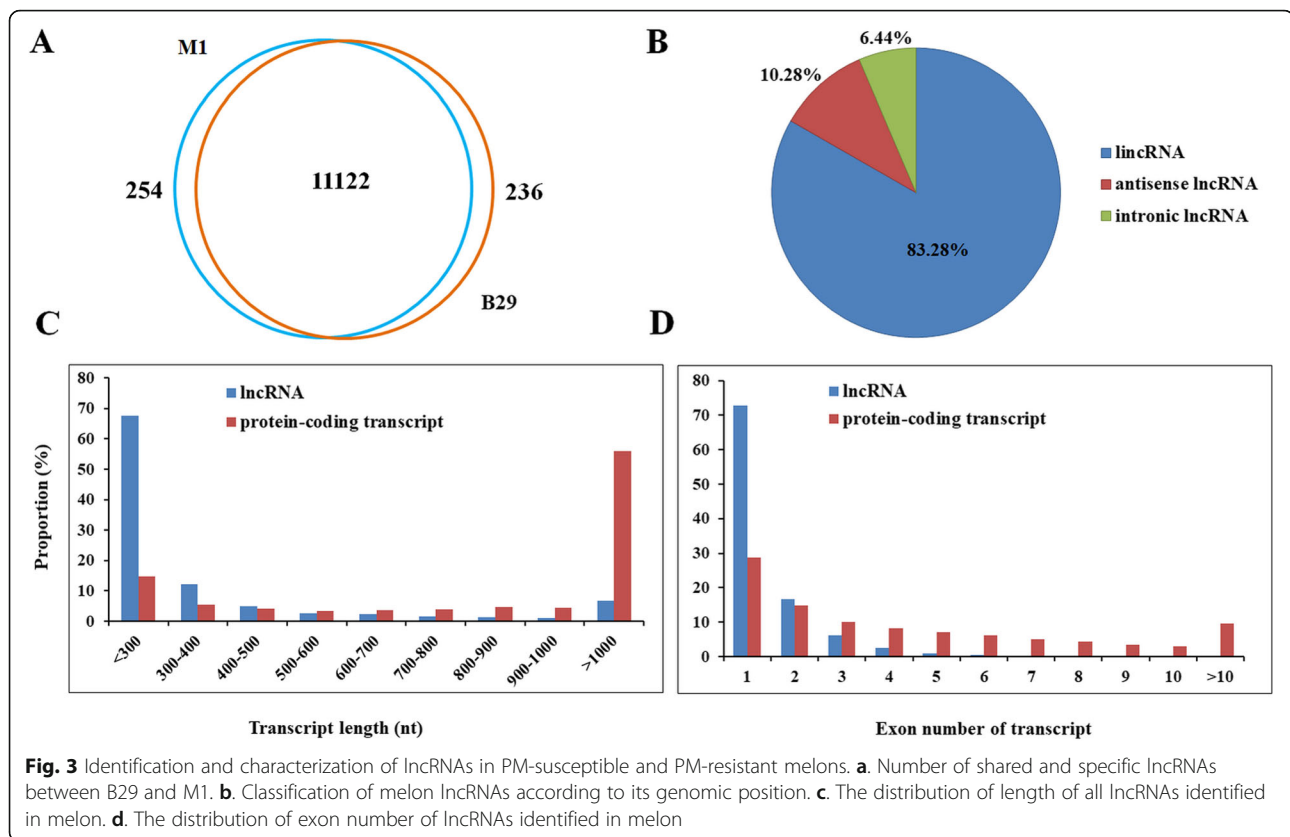 A
M1
254
11122
236
B29
B
6.44%
10.28%
83.28%
lincRNA
antisense lncRNA
intronic lncRNA
C
Proportion (%)
80
70
60
50
40
30
20
10
0
lncRNA
protein-coding transcript
<300
300-400
400-500
500-600
600-700
700-800
800-900
900-1000
>1000
Transcript length (nt)
D
80
70
60
50
40
30
20
10
0
lncRNA
protein-coding transcript
1 2 3 4 5 6 7 8 9 10 >10
Exon number of transcript
Fig. 3 Identification and characterization of lncRNAs in PM-susceptible and PM-resistant melons. a. Number of shared and specific lncRNAs
between B29 and M1. b. Classification of melon lncRNAs according to its genomic position. c. The distribution of length of all lncRNAs identified
in melon. d. The distribution of exon number of lncRNAs identified in melon